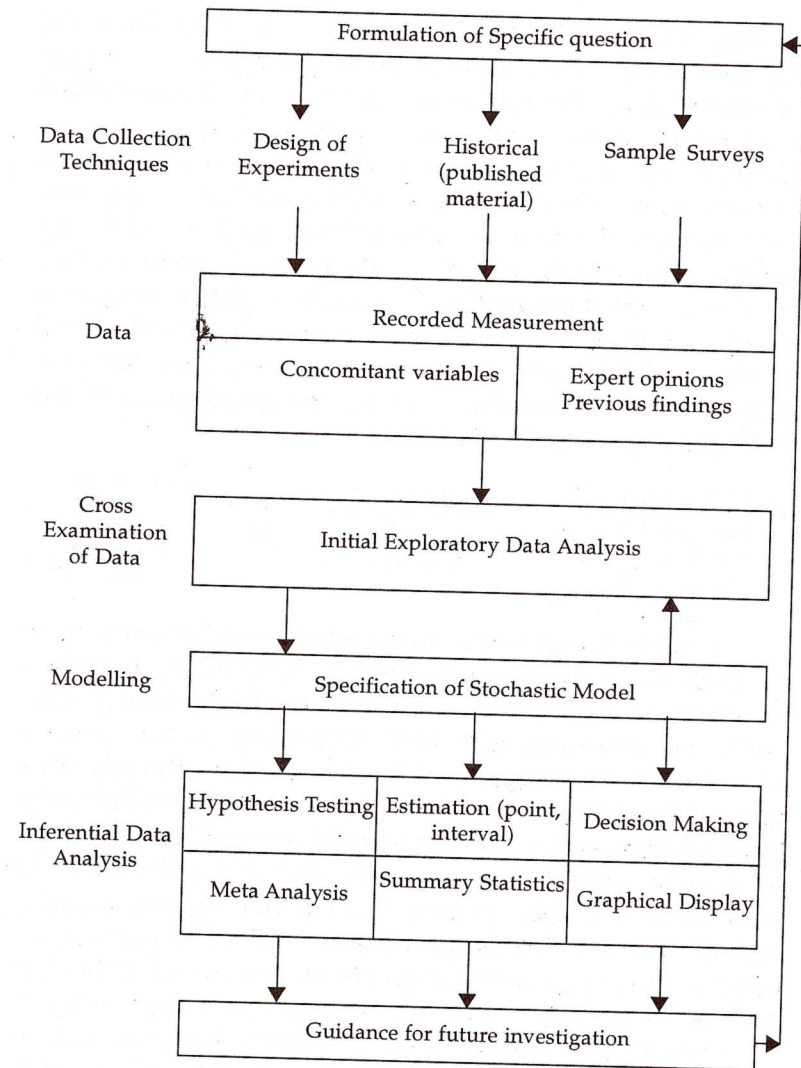 Formulation of Specific question
Data Collection
Techniques
Design of
Experiments
Historical
(published
material)
Sample Surveys
Data
Recorded Measurement
Concomitant variables
Expert opinions
Previous findings
Cross
Examination
of Data
Initial Exploratory Data Analysis
Modelling
Specification of Stochastic Model
Inferential Data
Analysis
Hypothesis Testing
Estimation (point,
interval)
Decision Making
Meta Analysis
Summary Statistics
Graphical Display
Guidance for future investigation